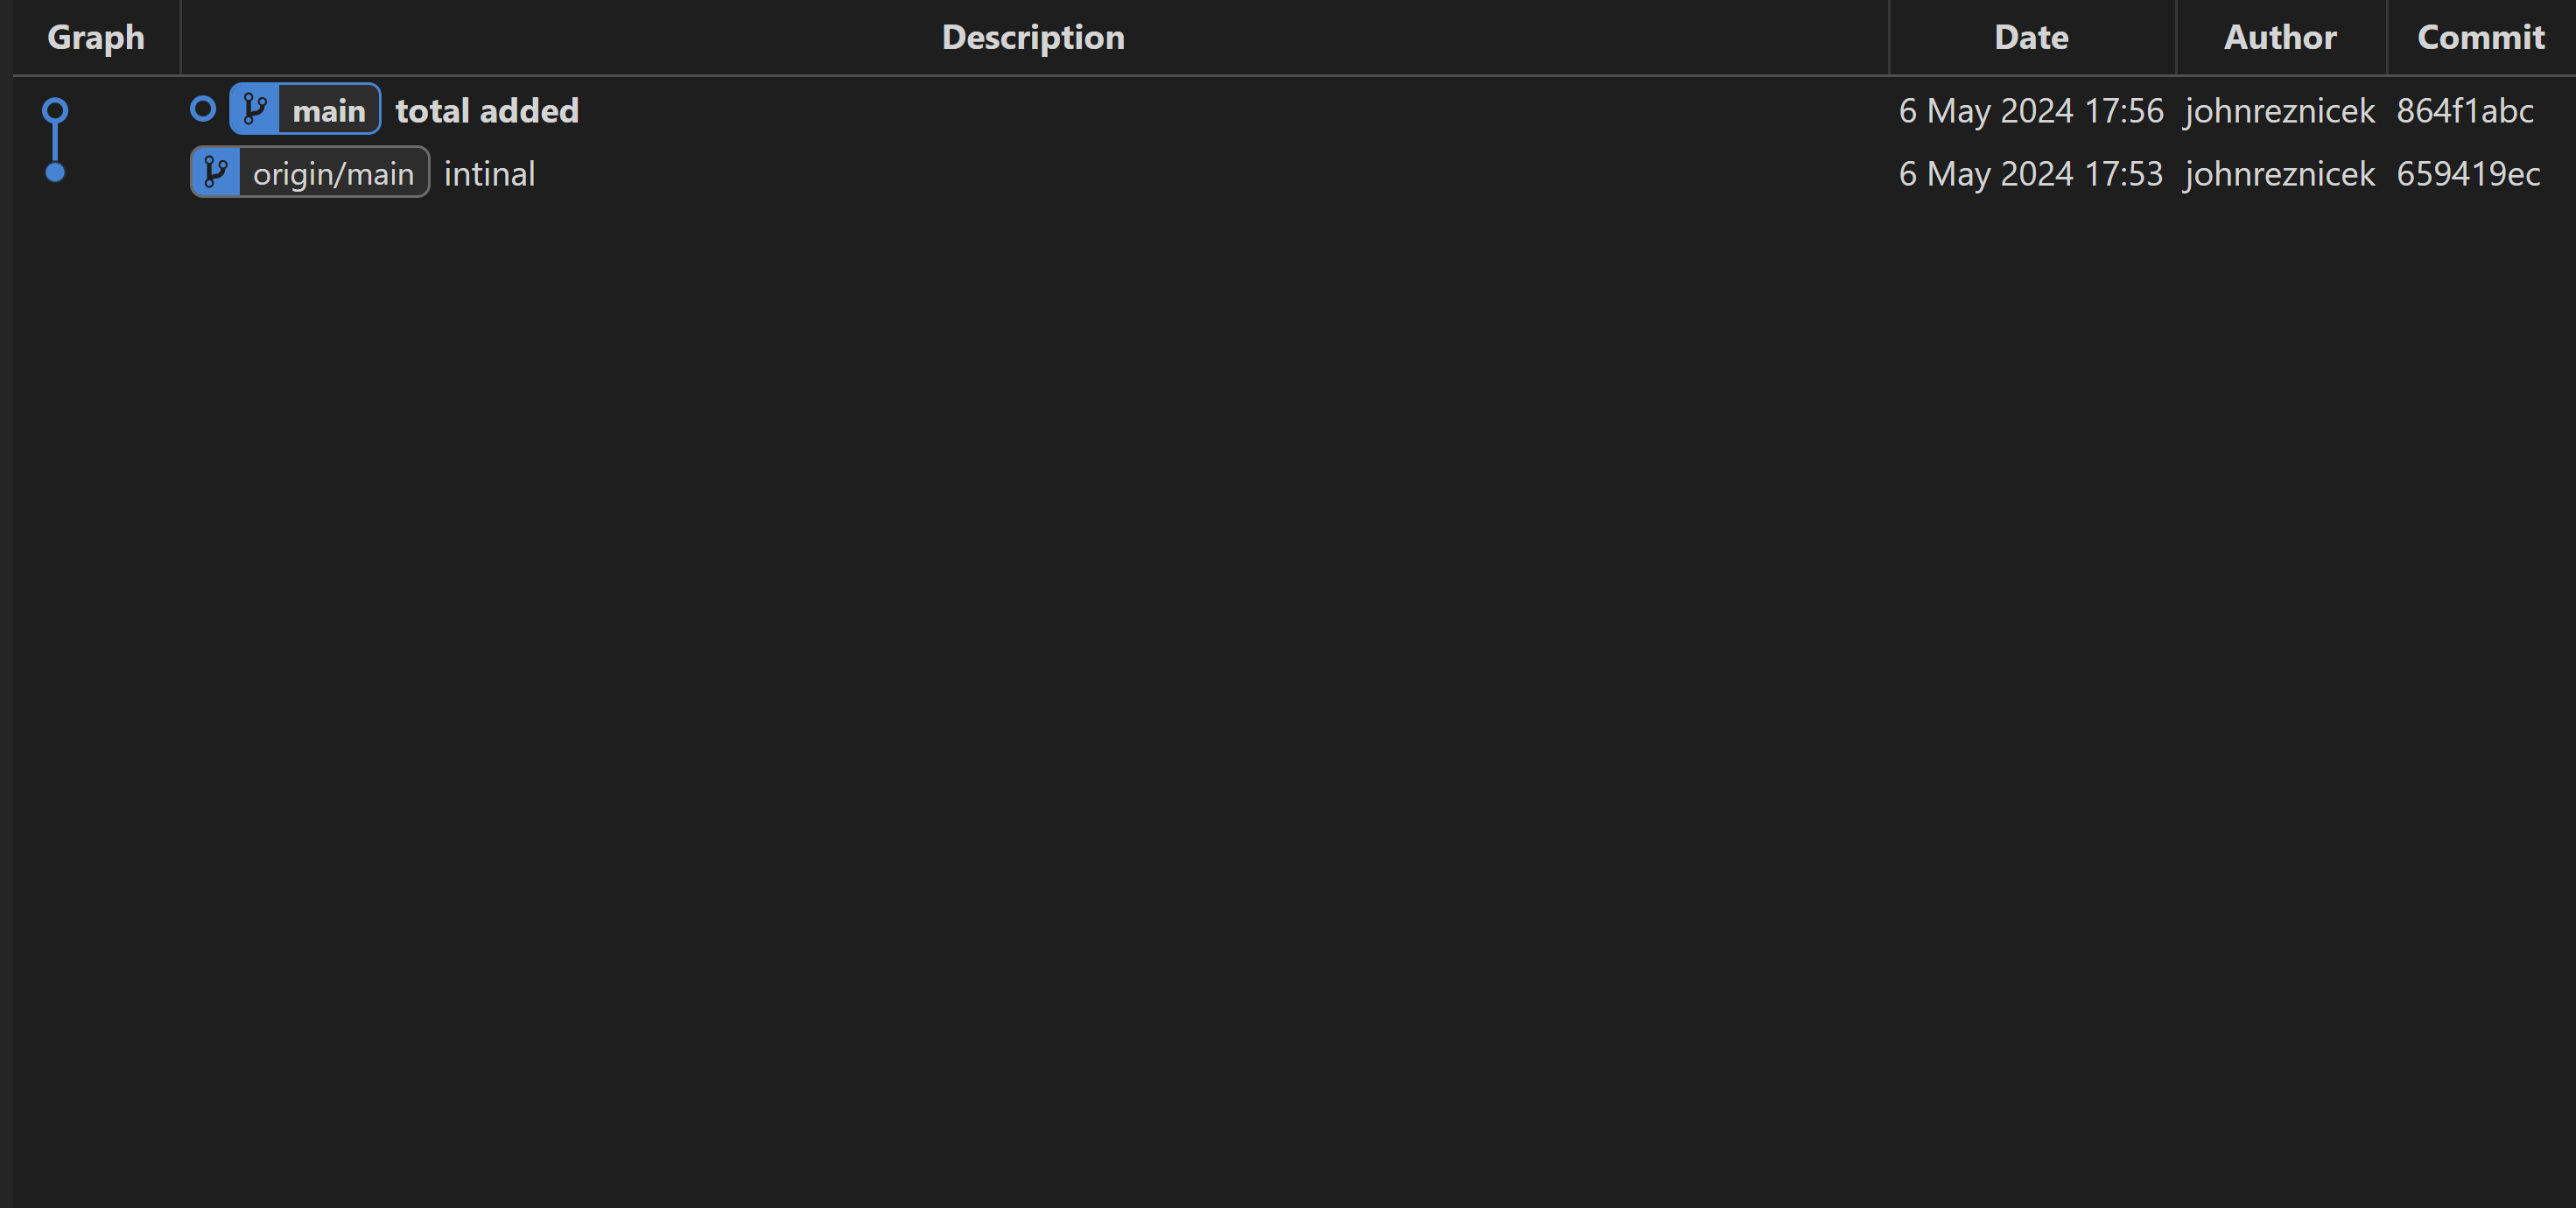 Graph Description Date Author Commit
main total added 6 May 2024 17:56 johnreznicek 864f1abc
origin/main intinal 6 May 2024 17:53 johnreznicek 659419ec